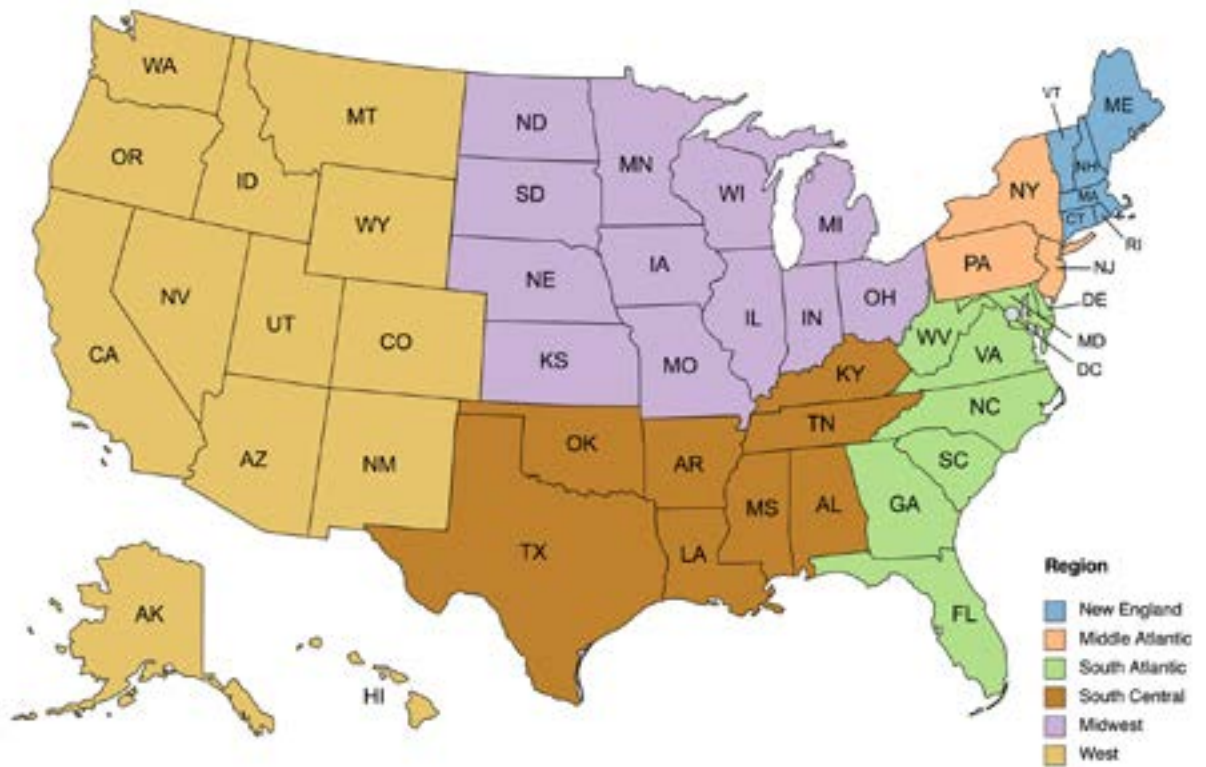 WA
MT
ND
MN
VT
ME
OR
ID
SD
WI
MI
NY
NH
MA
CT
RI
WY
NE
IA
PA
NJ
NV
UT
CO
IL
IN
OH
DE
MD
DC
CA
KS
MO
WV
VA
KY
NC
TN
AZ
NM
OK
AR
SC
MS
AL
GA
TX
LA
FL
AK
HI
Region
New England
Middle Atlantic
South Atlantic
South Central
Midwest
West